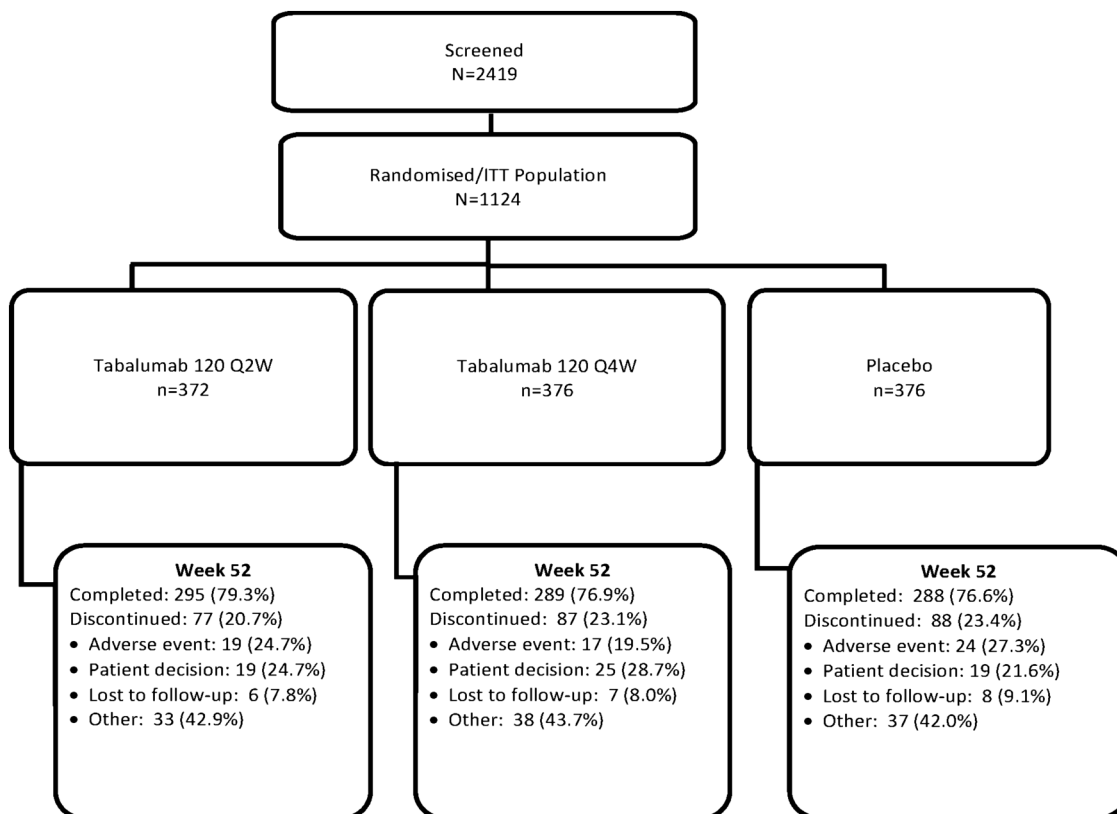 Screened
N=2419
Randomised/ITT Population
N=1124
Tabalumab 120 Q2W
n=372
Tabalumab 120 Q4W
n=376
Placebo
n=376
Week 52
Completed: 295 (79.3%)
Discontinued: 77 (20.7%)
• Adverse event: 19 (24.7%)
• Patient decision: 19 (24.7%)
• Lost to follow-up: 6 (7.8%)
• Other: 33 (42.9%)
Week 52
Completed: 289 (76.9%)
Discontinued: 87 (23.1%)
• Adverse event: 17 (19.5%)
• Patient decision: 25 (28.7%)
• Lost to follow-up: 7 (8.0%)
• Other: 38 (43.7%)
Week 52
Completed: 288 (76.6%)
Discontinued: 88 (23.4%)
• Adverse event: 24 (27.3%)
• Patient decision: 19 (21.6%)
• Lost to follow-up: 8 (9.1%)
• Other: 37 (42.0%)